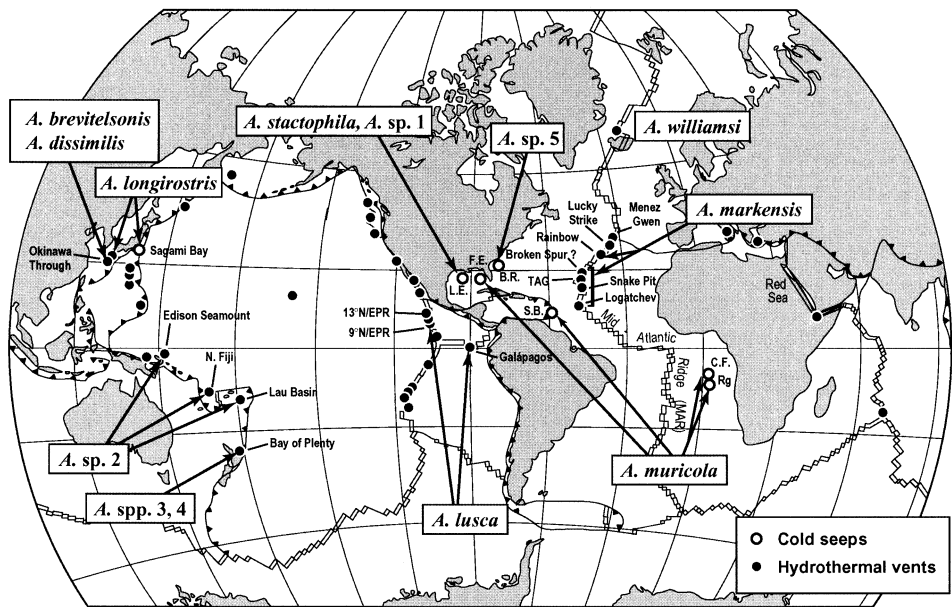 A. brevitelsonis
A. dissimilis
A. longirostris
A. stactophila, A. sp. 1
A. sp. 5
A. williamsi
A. markensis
Lucky
Strike
Menez
Gwen
Rainbow
Broken Spur ?
TAG
Snake Pit
Logatchev
Okinawa
Through
Sagami Bay
F.E.
B.R.
L.E.
S.B.
Red
Sea
Edison Seamount
13°N/EPR
9°N/EPR
Galápagos
Mid
Atlantic
Ridge (MAR)
C.F.
Rg
N. Fiji
Lau Basin
Bay of Plenty
A. sp. 2
A. spp. 3, 4
A. lusca
A. muricola
Cold seeps
Hydrothermal vents